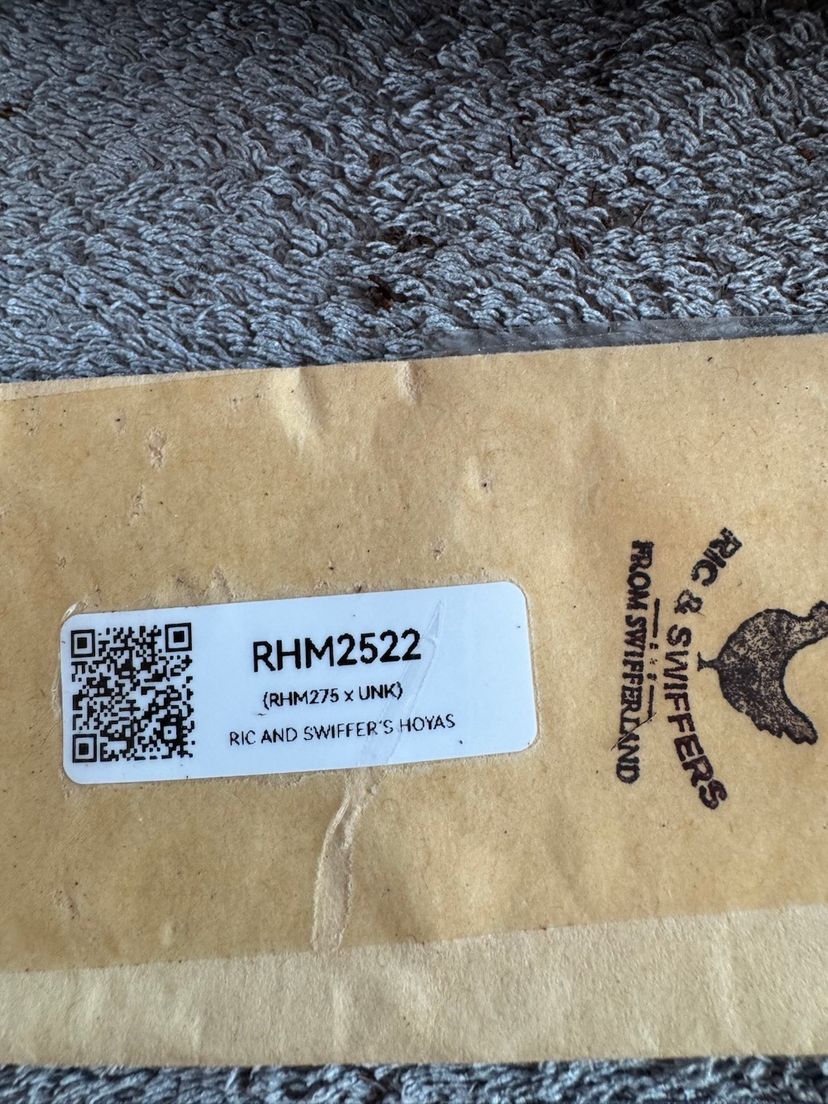 RHM2522
(RHM275 x UNK)
RIC AND SWIFFER'S HOYAS
RIC & SWIFFERS
FROM SWIFFERLAND